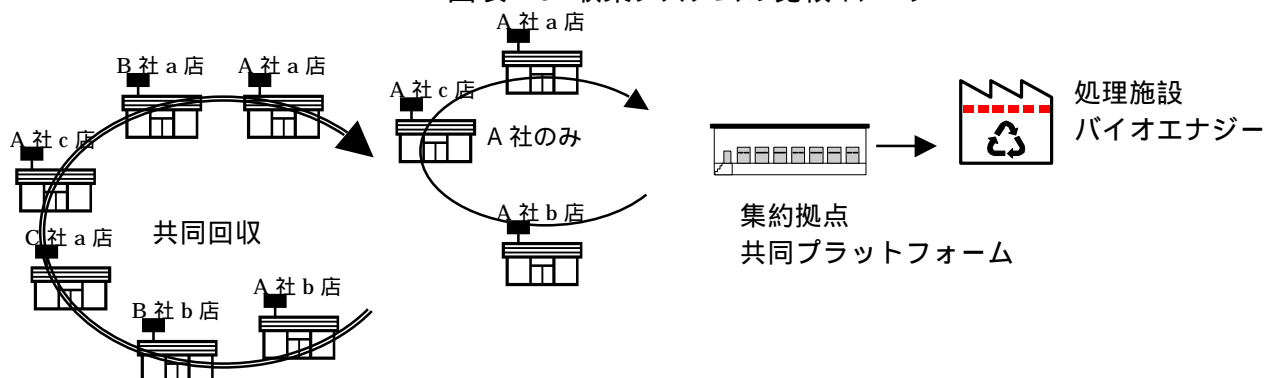 A 社 a 店
B 社 a 店
A 社 a 店
A 社 c 店
A 社 c 店
A 社のみ
処理施設
バイオエナジー
C 社 a 店
共同回収
A 社 b 店
集約拠点
共同プラットフォーム
A 社 b 店
B 社 b 店